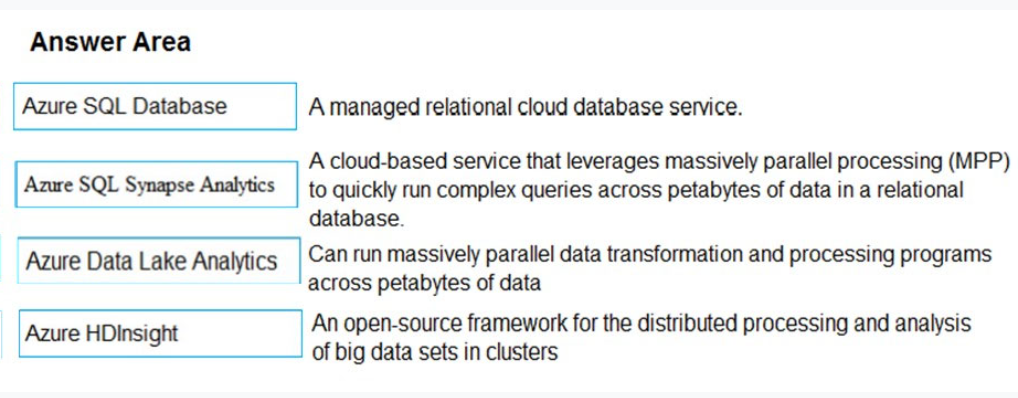 Answer Area
Azure SQL Database
A managed relational cloud database service.
Azure SQL Synapse Analytics
A cloud-based service that leverages massively parallel processing (MPP)
to quickly run complex queries across petabytes of data in a relational
database.
Azure Data Lake Analytics
Can run massively parallel data transformation and processing programs
across petabytes of data
Azure HDInsight
An open-source framework for the distributed processing and analysis
of big data sets in clusters